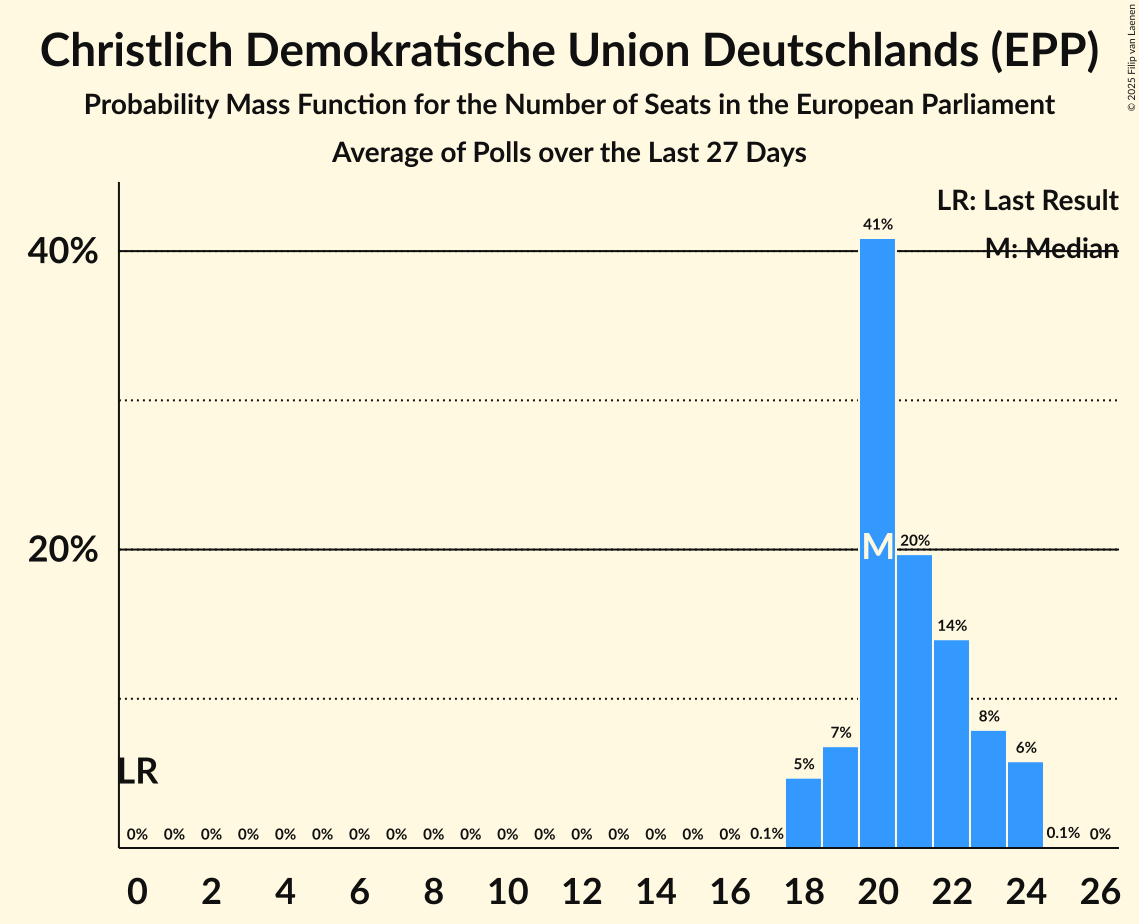 Christlich Demokratische Union Deutschlands (EPP)
Probability Mass Function for the Number of Seats in the European Parliament
Average of Polls over the Last 27 Days
© 2025 Filip van Laenen
LR: Last Result
M: Median
40%
20%
41%
M
20%
14%
8%
7%
6%
5%
LR
0% 0% 0% 0% 0% 0% 0% 0% 0% 0% 0% 0% 0% 0% 0% 0% 0% 0.1% 0.1% 0%
0 2 4 6 8 10 12 14 16 18 20 22 24 26